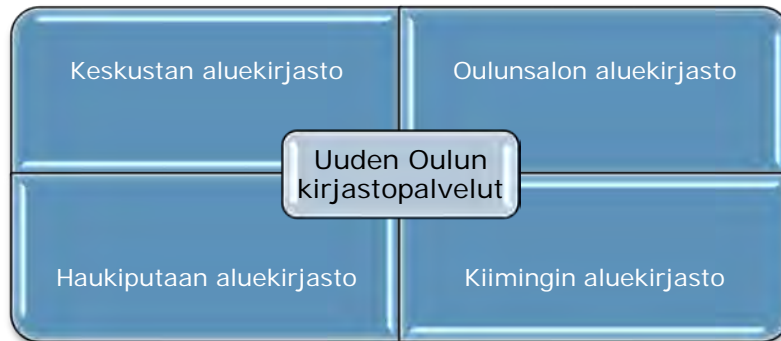 Keskustan aluekirjasto
Oulunsalon aluekirjasto
Uuden Oulun
kirjastopalvelut
Haukiputaan aluekirjasto
Kiimingin aluekirjasto